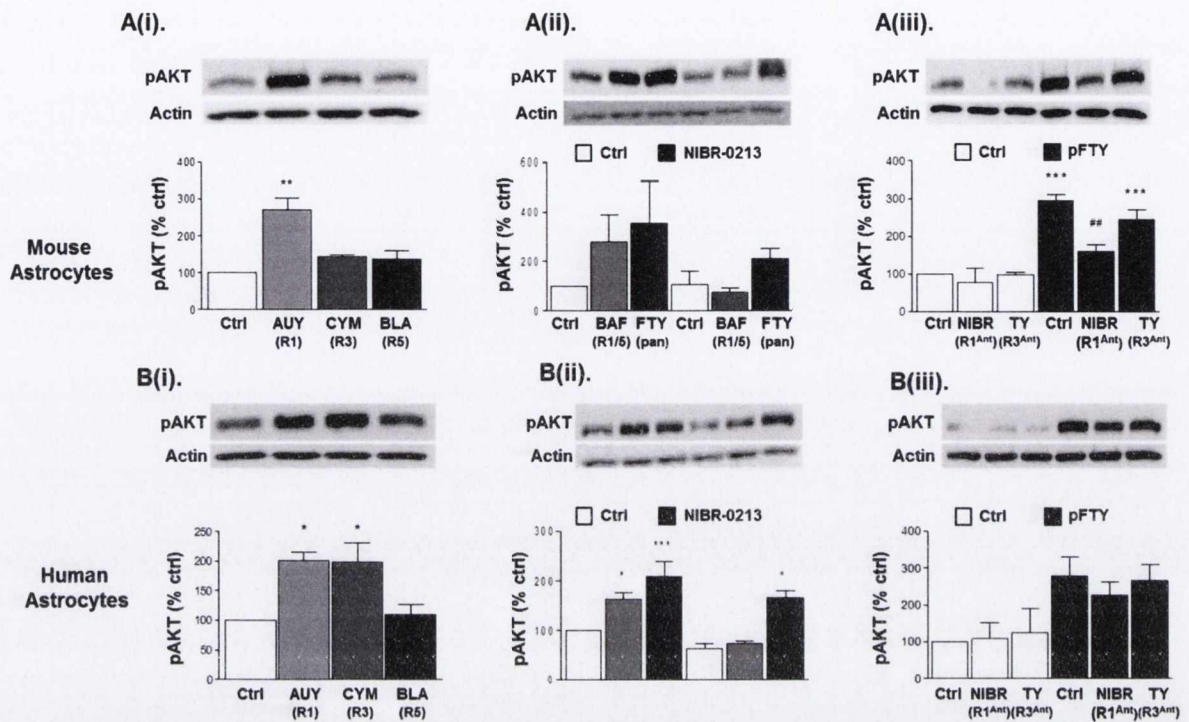 A(i).
A(ii).
A(iii).
pAKT
Actin
pAKT
Actin
pAKT
Actin
Mouse
Astrocytes
pAKT (% ctrl)
400
300
200
100
0
**
Ctrl AUY CYM BLA
(R1) (R3) (R5)
Ctrl NIBR-0213
pAKT (% ctrl)
600
400
200
0
Ctrl BAF FTY Ctrl BAF FTY
(R1/5) (pan) (R1/5) (pan)
Ctrl pFTY
pAKT (% ctrl)
400
300
200
100
0
***
##
***
Ctrl NIBR TY Ctrl NIBR TY
(R1Ant) (R3Ant) (R1Ant) (R3Ant)
B(i).
B(ii).
B(iii).
pAKT
Actin
pAKT
Actin
pAKT
Actin
Human
Astrocytes
pAKT (% ctrl)
250
200
150
100
50
0
* *
Ctrl AUY CYM BLA
(R1) (R3) (R5)
Ctrl NIBR-0213
pAKT (% ctrl)
300
200
100
0
***
Ctrl pFTY
pAKT (% ctrl)
400
300
200
100
0
Ctrl NIBR TY Ctrl NIBR TY
(R1Ant)(R3Ant) (R1Ant)(R3Ant)